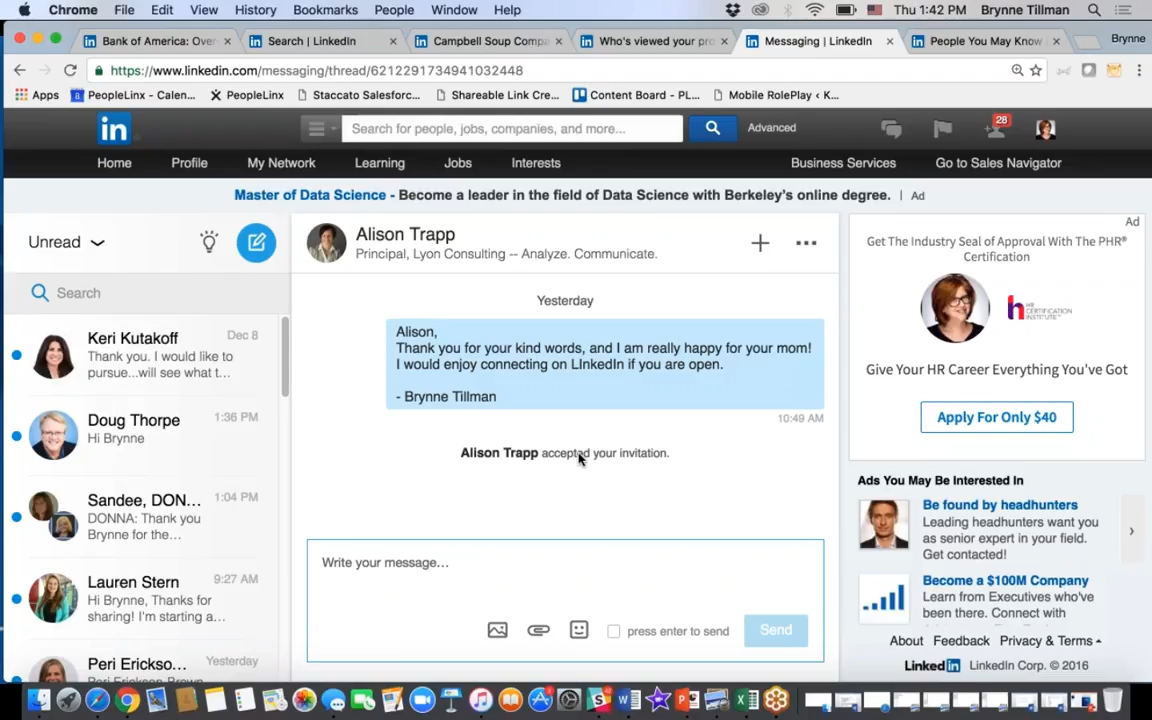 Chrome File Edit View History Bookmarks People Window Help Thu 1:42 PM Brynne Tillman
Bank of America: Over Search | LinkedIn Campbell Soup Compa Who's viewed your pro Messaging | LinkedIn People You May Know Brynne
https://www.linkedin.com/messaging/thread/6212291734941032448
Apps PeopleLinx - Calen... PeopleLinx Staccato Salesforc... Shareable Link Cre... Content Board - PL... Mobile RolePlay ‹ K...
in Search for people, jobs, companies, and more... Advanced 28
Home Profile My Network Learning Jobs Interests Business Services Go to Sales Navigator
Master of Data Science - Become a leader in the field of Data Science with Berkeley's online degree. | Ad
Unread
Search
Keri Kutakoff Dec 8
Thank you. I would like to
pursue...will see what t...
Doug Thorpe 1:36 PM
Hi Brynne
Sandee, DON... 1:04 PM
DONNA: Thank you
Brynne for the...
Lauren Stern 9:27 AM
Hi Brynne, Thanks for
sharing! I'm starting a...
Peri Erickso... Yesterday
Peri Erickson-Brown
Alison Trapp
Principal, Lyon Consulting -- Analyze. Communicate.
Yesterday
Alison,
Thank you for your kind words, and I am really happy for your mom!
I would enjoy connecting on LInkedIn if you are open.
- Brynne Tillman
10:49 AM
Alison Trapp accepted your invitation.
Write your message...
press enter to send Send
Ad
Get The Industry Seal of Approval With The PHR®
Certification
HR CERTIFICATION INSTITUTE™
Give Your HR Career Everything You've Got
Apply For Only $40
Ads You May Be Interested In
Be found by headhunters
Leading headhunters want you
as senior expert in your field.
Get contacted!
Become a $100M Company
Learn from Executives who've
been there. Connect with
About Feedback Privacy & Terms
LinkedIn LinkedIn Corp. © 2016